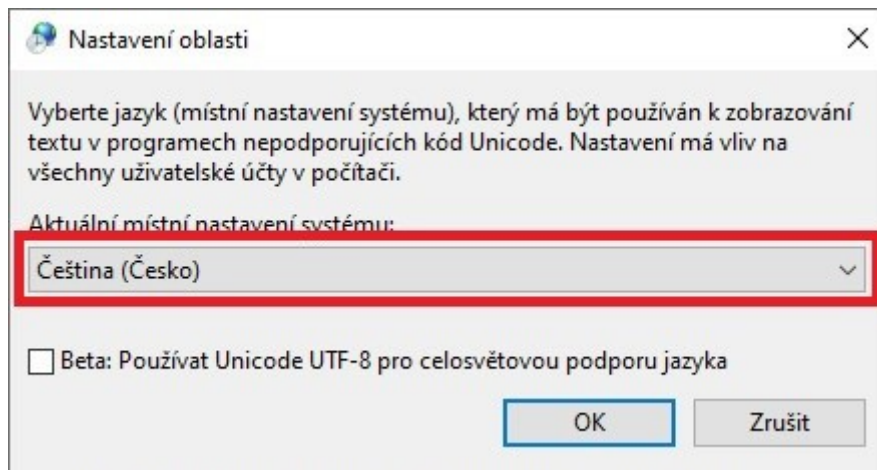 Nastavení oblasti
Vyberte jazyk (místní nastavení systému), který má být používán k zobrazování
textu v programech nepodporujících kód Unicode. Nastavení má vliv na
všechny uživatelské účty v počítači.
Aktuální místní nastavení systému:
Čeština (Česko)
Beta: Používat Unicode UTF-8 pro celosvětovou podporu jazyka
OK
Zrušit